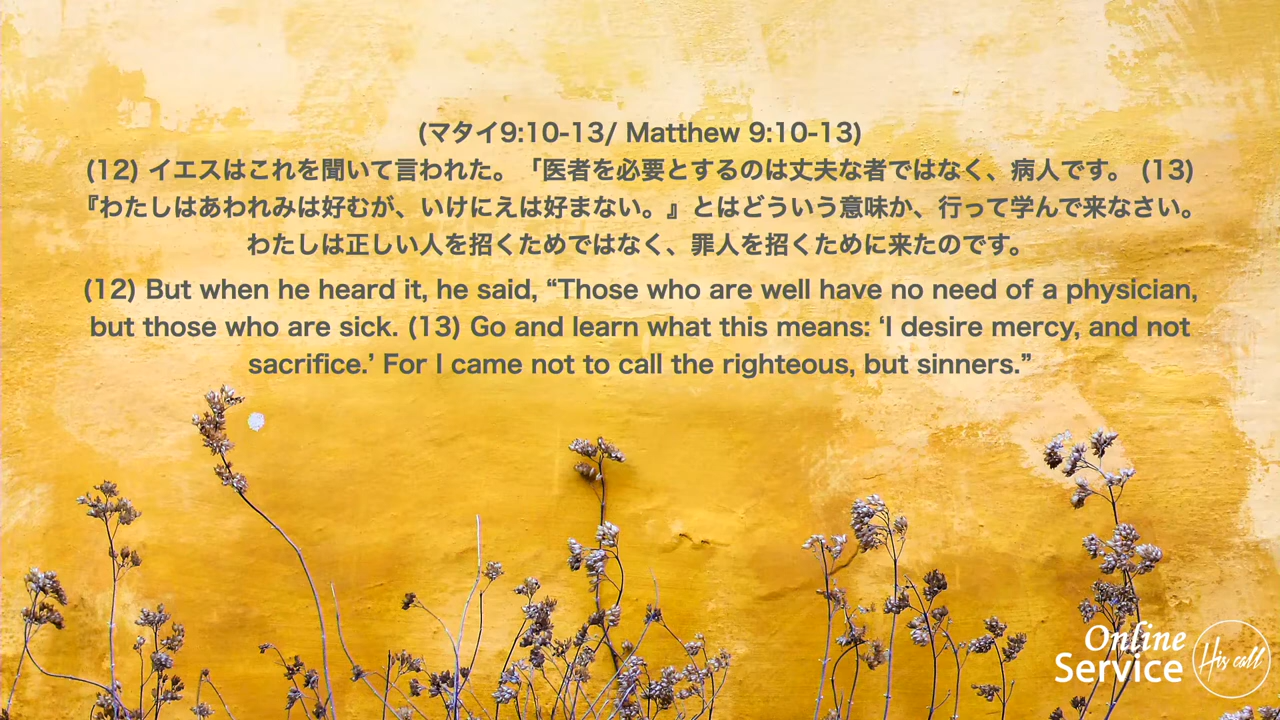 (マタイ9:10-13/ Matthew 9:10-13)
(12) イエスはこれを聞いて言われた。「医者を必要とするのは丈夫な者ではなく、病人です。 (13)
『わたしはあわれみは好むが、いけにえは好まない。』とはどういう意味か、行って学んで来なさい。
わたしは正しい人を招くためではなく、罪人を招くために来たのです。
(12) But when he heard it, he said, “Those who are well have no need of a physician,
but those who are sick. (13) Go and learn what this means: ‘I desire mercy, and not
sacrifice.’ For I came not to call the righteous, but sinners.”
Online
Service
His call